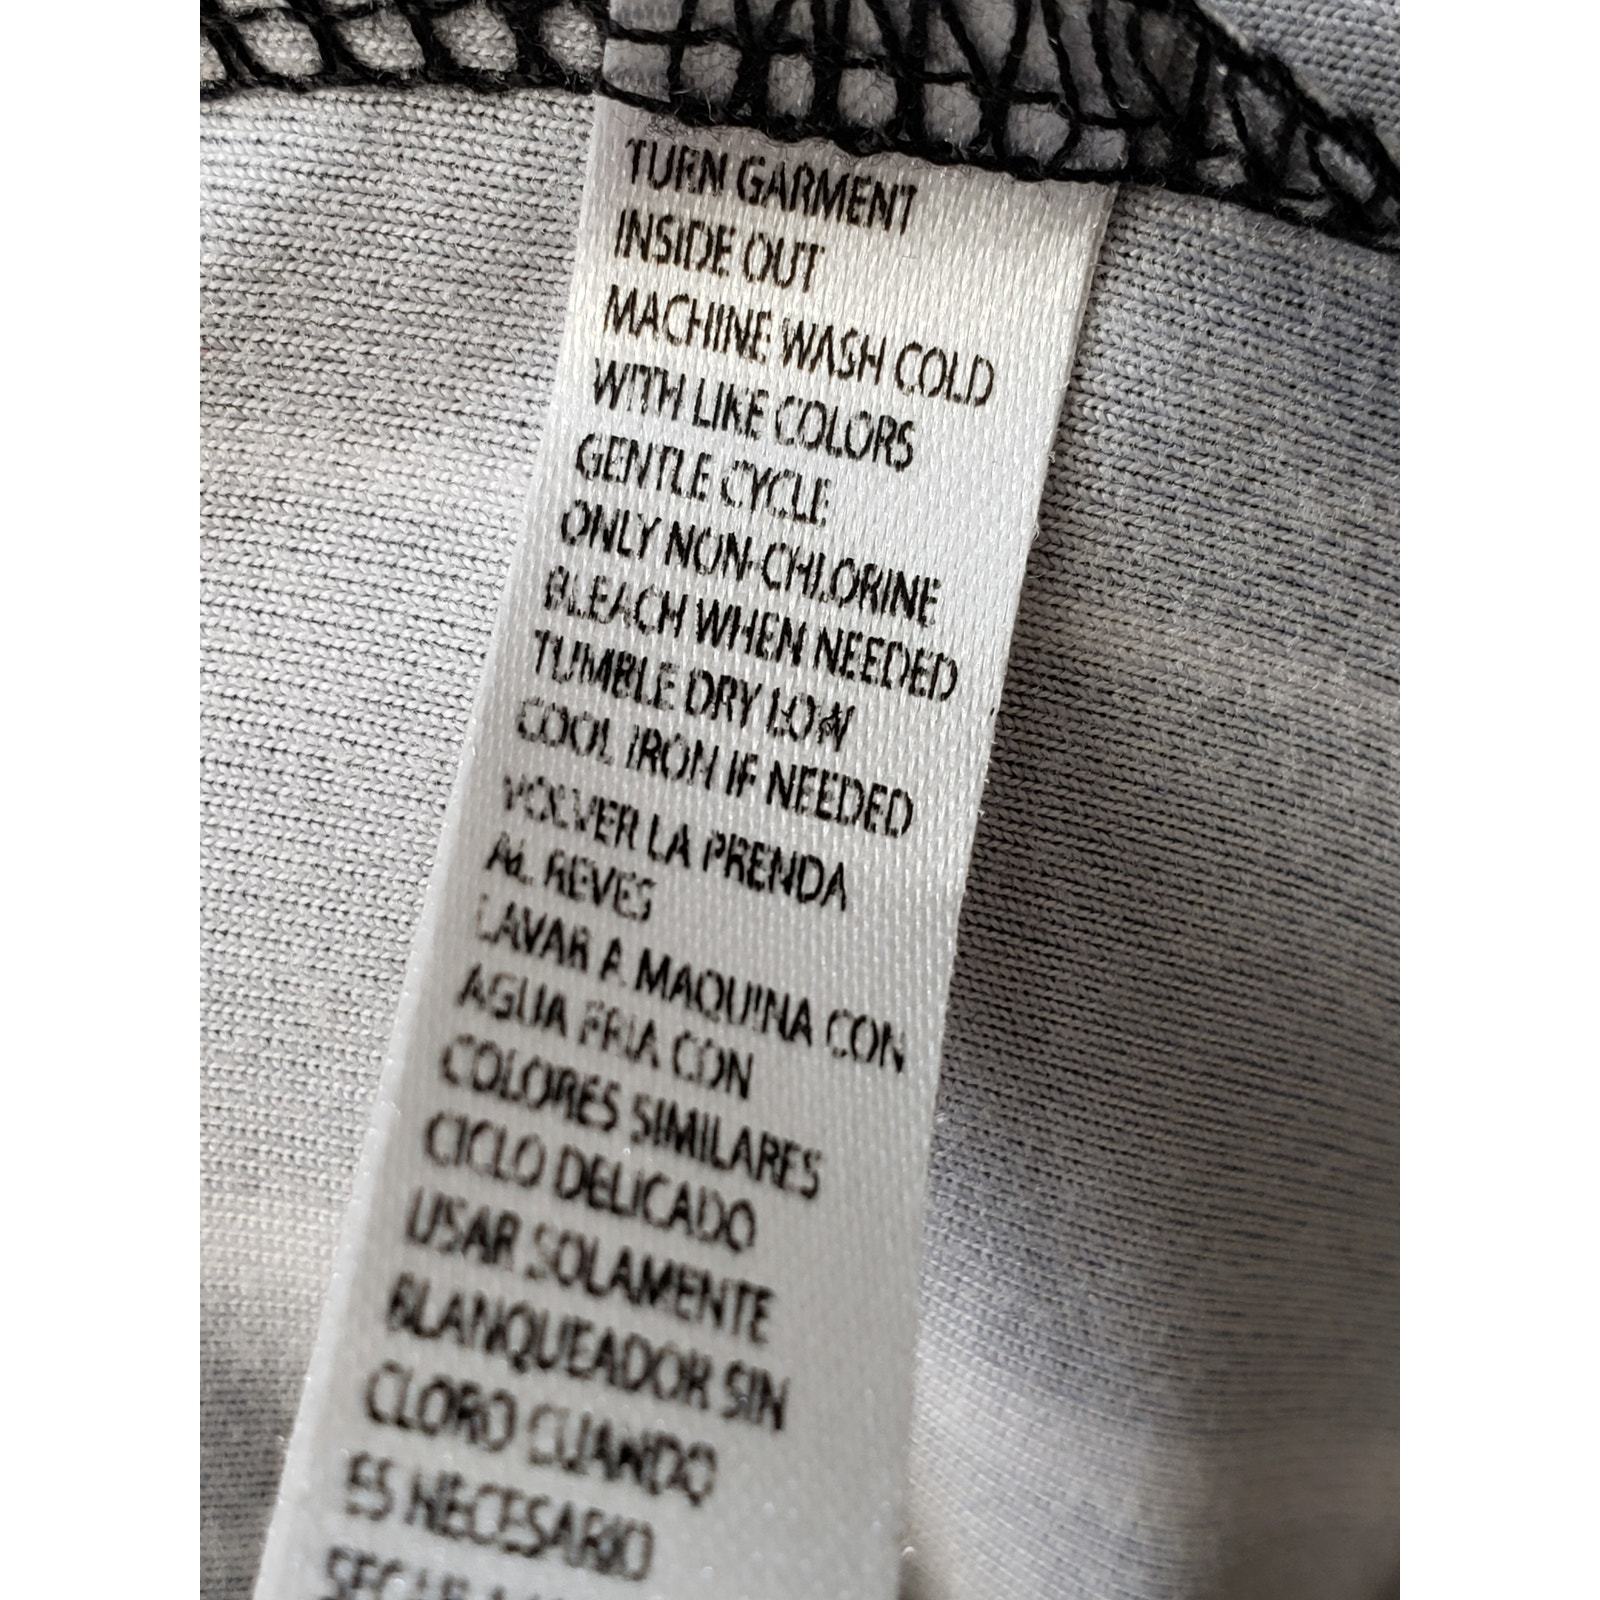 TURN GARMENT
INSIDE OUT
MACHINE WASH COLD
WITH LIKE COLORS
GENTLE CYCLE
ONLY NON-CHLORINE
BLEACH WHEN NEEDED
TUMBLE DRY LOW
COOL IRON IF NEEDED
VOLVER LA PRENDA
AL REVES
LAVAR A MAQUINA CON
AGUA FRIA CON
COLORES SIMILARES
CICLO DELICADO
USAR SOLAMENTE
BLANQUEADOR SIN
CLORO CUANDO
ES NECESARIO